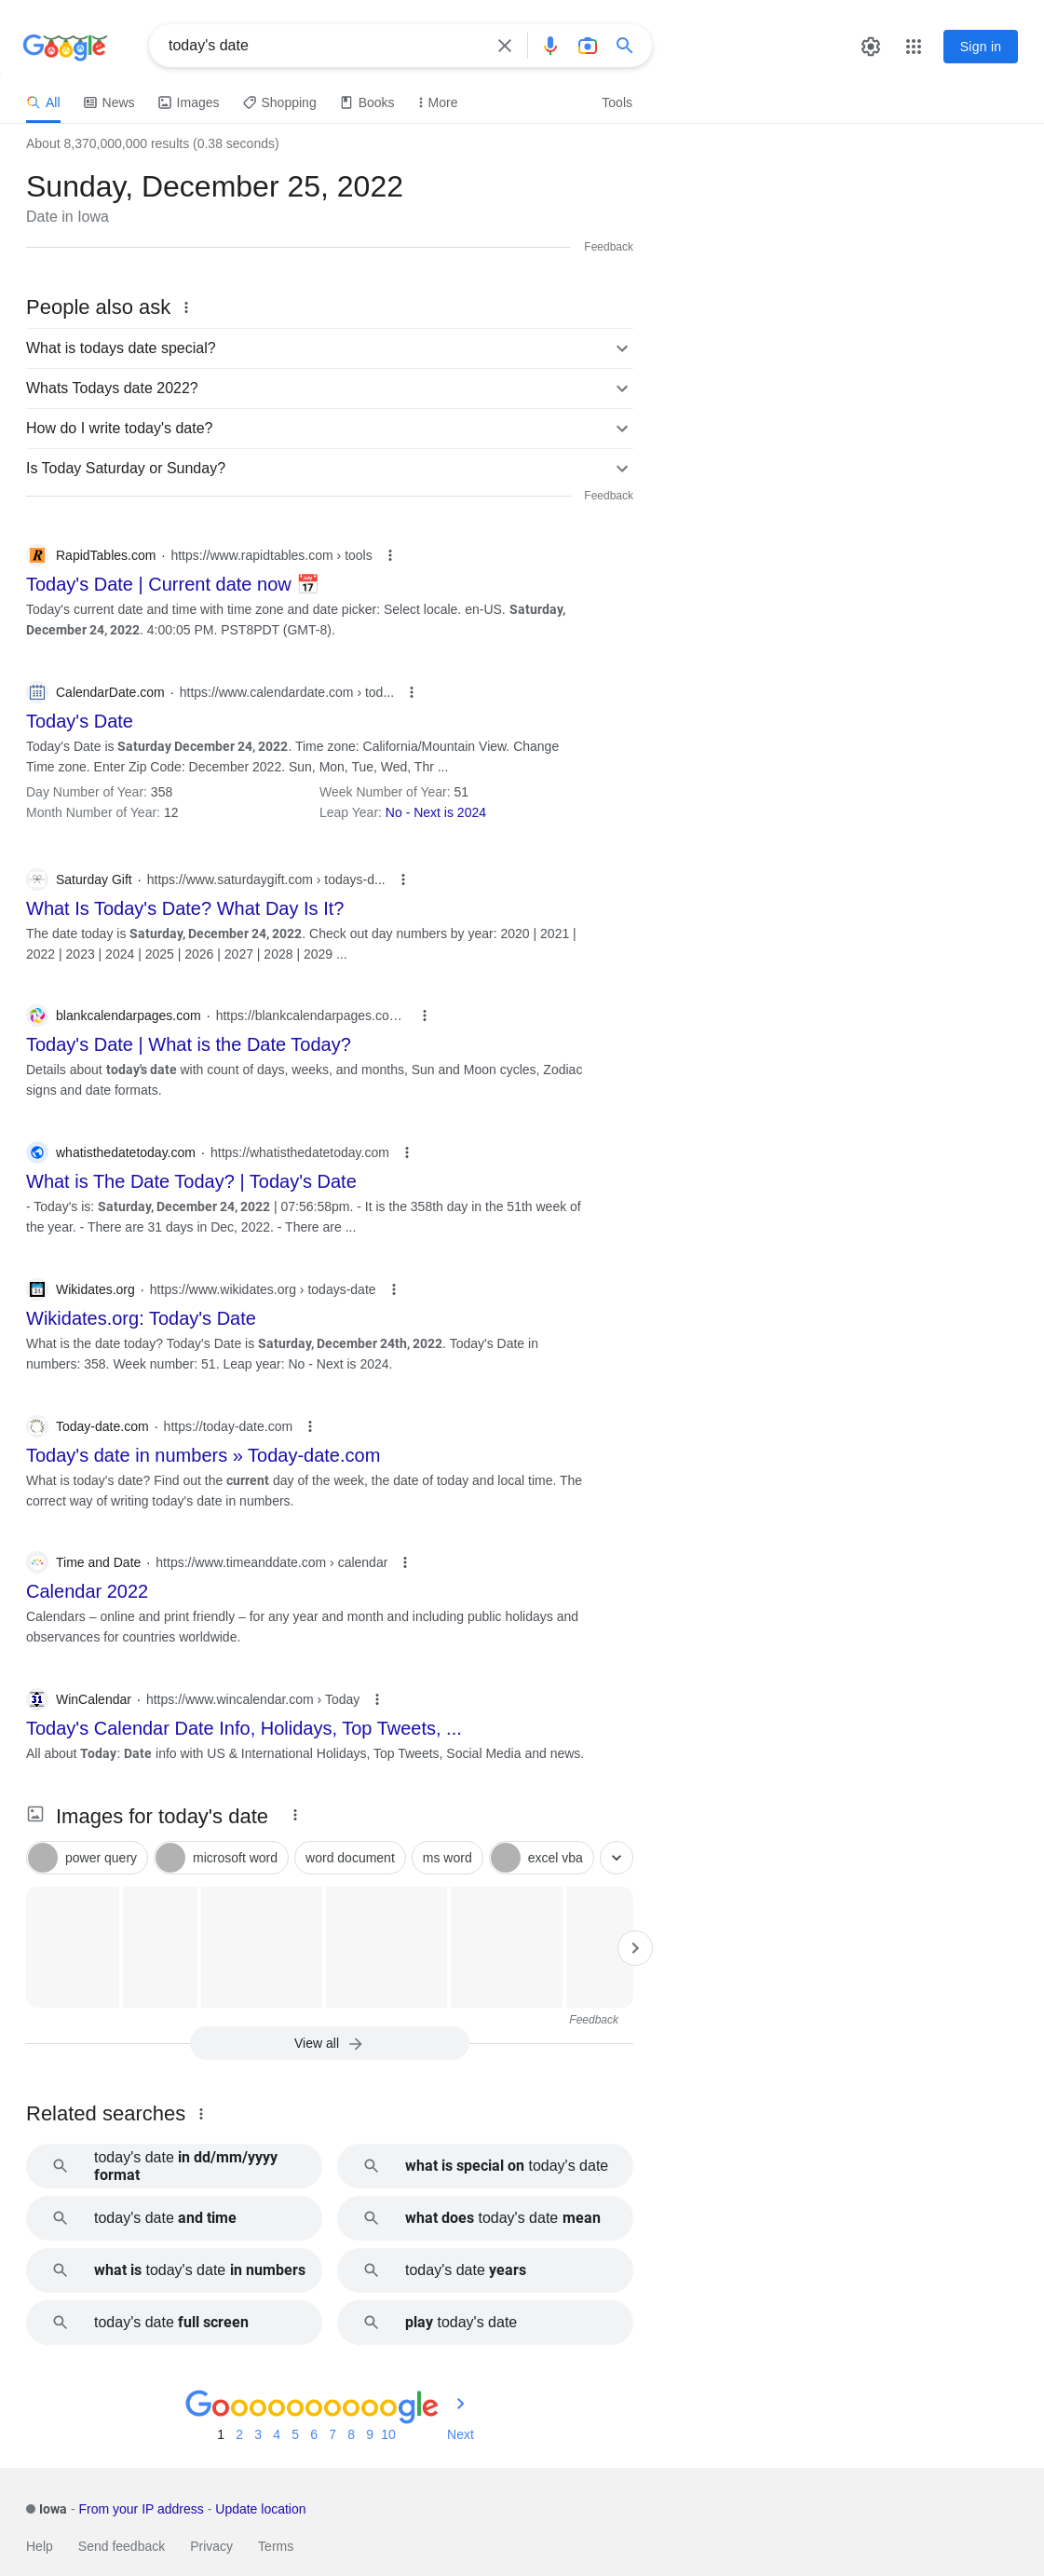 Google
today's date
Sign in
All
News
Images
Shopping
Books
More
Tools
About 8,370,000,000 results (0.38 seconds)
Sunday, December 25, 2022
Date in Iowa
Feedback
People also ask
What is todays date special?
Whats Todays date 2022?
How do I write today's date?
Is Today Saturday or Sunday?
Feedback
RapidTables.com · https://www.rapidtables.com › tools
Today's Date | Current date now 📅
Today's current date and time with time zone and date picker: Select locale. en-US. Saturday,
December 24, 2022. 4:00:05 PM. PST8PDT (GMT-8).
CalendarDate.com · https://www.calendardate.com › tod...
Today's Date
Today's Date is Saturday December 24, 2022. Time zone: California/Mountain View. Change
Time zone. Enter Zip Code: December 2022. Sun, Mon, Tue, Wed, Thr ...
Day Number of Year: 358
Week Number of Year: 51
Month Number of Year: 12
Leap Year: No - Next is 2024
Saturday Gift · https://www.saturdaygift.com › todays-d...
What Is Today's Date? What Day Is It?
The date today is Saturday, December 24, 2022. Check out day numbers by year: 2020 | 2021 |
2022 | 2023 | 2024 | 2025 | 2026 | 2027 | 2028 | 2029 ...
blankcalendarpages.com · https://blankcalendarpages.co…
Today's Date | What is the Date Today?
Details about today's date with count of days, weeks, and months, Sun and Moon cycles, Zodiac
signs and date formats.
whatisthedatetoday.com · https://whatisthedatetoday.com
What is The Date Today? | Today's Date
- Today's is: Saturday, December 24, 2022 | 07:56:58pm. - It is the 358th day in the 51th week of
the year. - There are 31 days in Dec, 2022. - There are ...
Wikidates.org · https://www.wikidates.org › todays-date
Wikidates.org: Today's Date
What is the date today? Today's Date is Saturday, December 24th, 2022. Today's Date in
numbers: 358. Week number: 51. Leap year: No - Next is 2024.
Today-date.com · https://today-date.com
Today's date in numbers » Today-date.com
What is today's date? Find out the current day of the week, the date of today and local time. The
correct way of writing today's date in numbers.
Time and Date · https://www.timeanddate.com › calendar
Calendar 2022
Calendars – online and print friendly – for any year and month and including public holidays and
observances for countries worldwide.
31
WinCalendar · https://www.wincalendar.com › Today
Today's Calendar Date Info, Holidays, Top Tweets, ...
All about Today: Date info with US & International Holidays, Top Tweets, Social Media and news.
Images for today's date
power query
microsoft word
word document
ms word
excel vba
Feedback
View all
Related searches
today's date in dd/mm/yyyy
format
what is special on today's date
today's date and time
what does today's date mean
what is today's date in numbers
today's date years
today's date full screen
play today's date
Goooooooooogle
1 2 3 4 5 6 7 8 9 10 Next
Iowa - From your IP address - Update location
Help
Send feedback
Privacy
Terms